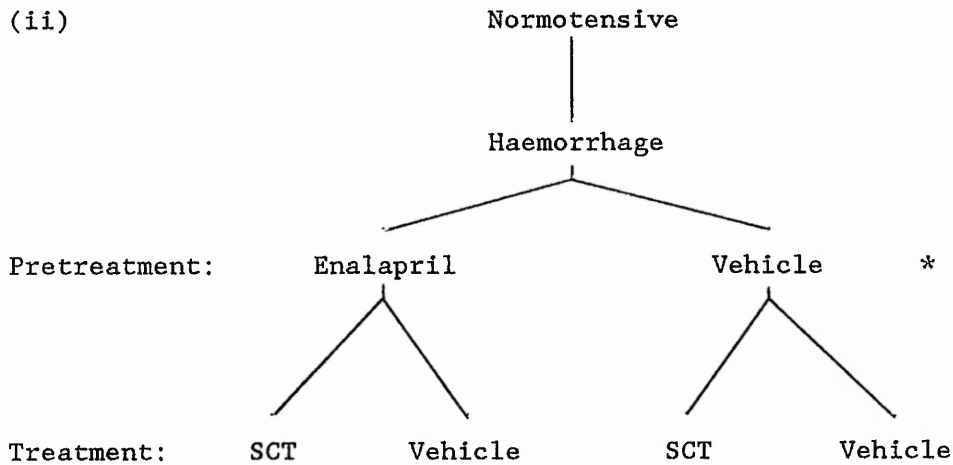 (ii) Normotensive
Haemorrhage
Pretreatment: Enalapril Vehicle *
Treatment: SCT Vehicle SCT Vehicle